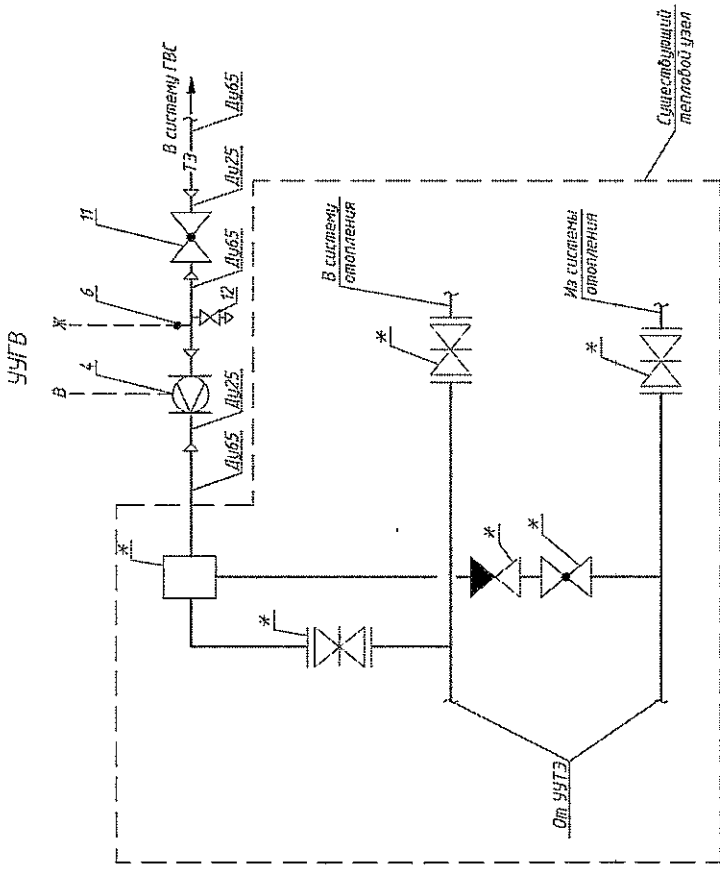 УУГВ
В
Ж
4
6
11
12
В систему ГВС
Т3
Ду65
Ду25
Ду65
Ду25
Ду65
*
*
*
*
*
*
В систему
отопления
Из системы
отопления
Существующий
тепловой узел
От УУТЭ